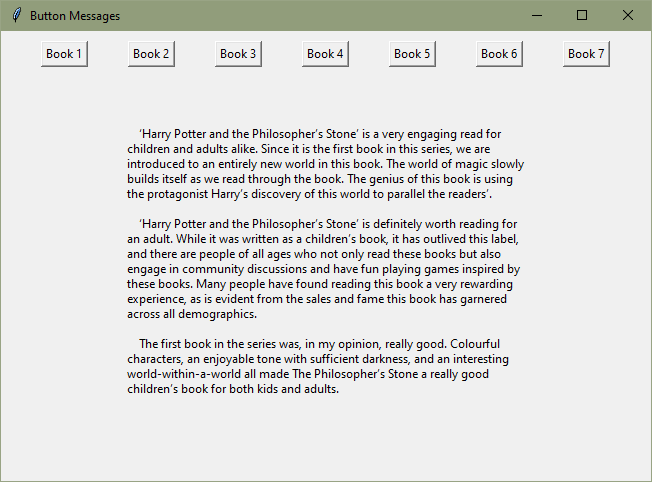 Button Messages
Book 1 Book 2 Book 3 Book 4 Book 5 Book 6 Book 7
‘Harry Potter and the Philosopher’s Stone’ is a very engaging read for
children and adults alike. Since it is the first book in this series, we are
introduced to an entirely new world in this book. The world of magic slowly
builds itself as we read through the book. The genius of this book is using
the protagonist Harry’s discovery of this world to parallel the readers’.
‘Harry Potter and the Philosopher’s Stone’ is definitely worth reading for
an adult. While it was written as a children’s book, it has outlived this label,
and there are people of all ages who not only read these books but also
engage in community discussions and have fun playing games inspired by
these books. Many people have found reading this book a very rewarding
experience, as is evident from the sales and fame this book has garnered
across all demographics.
The first book in the series was, in my opinion, really good. Colourful
characters, an enjoyable tone with sufficient darkness, and an interesting
world-within-a-world all made The Philosopher’s Stone a really good
children’s book for both kids and adults.